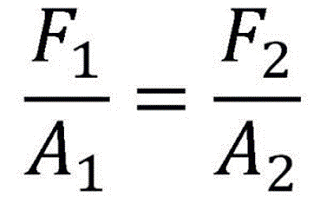 F₁/A₁ = F₂/A₂